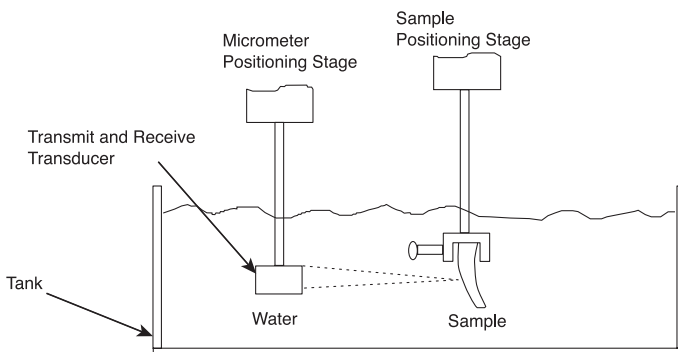 Sample
Positioning Stage
Micrometer
Positioning Stage
Transmit and Receive
Transducer
Tank
Water
Sample